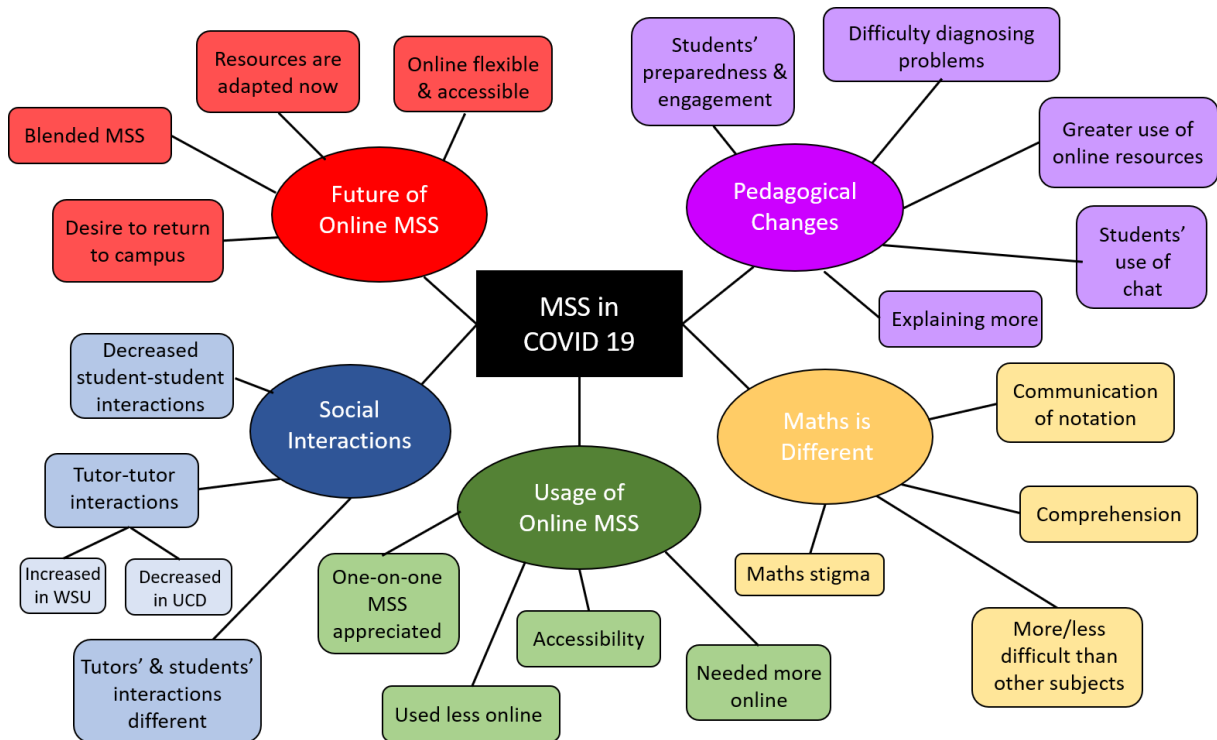 MSS in
COVID 19
Future of
Online MSS
Blended MSS
Resources are
adapted now
Online flexible
& accessible
Desire to return
to campus
Pedagogical
Changes
Students'
preparedness &
engagement
Difficulty diagnosing
problems
Greater use of
online resources
Students'
use of
chat
Explaining more
Social
Interactions
Decreased
student-student
interactions
Tutor-tutor
interactions
Increased
in WSU
Decreased
in UCD
Tutors' & students'
interactions
different
Usage of
Online MSS
One-on-one
MSS
appreciated
Used less online
Accessibility
Needed more
online
Maths is
Different
Communication
of notation
Comprehension
Maths stigma
More/less
difficult than
other subjects